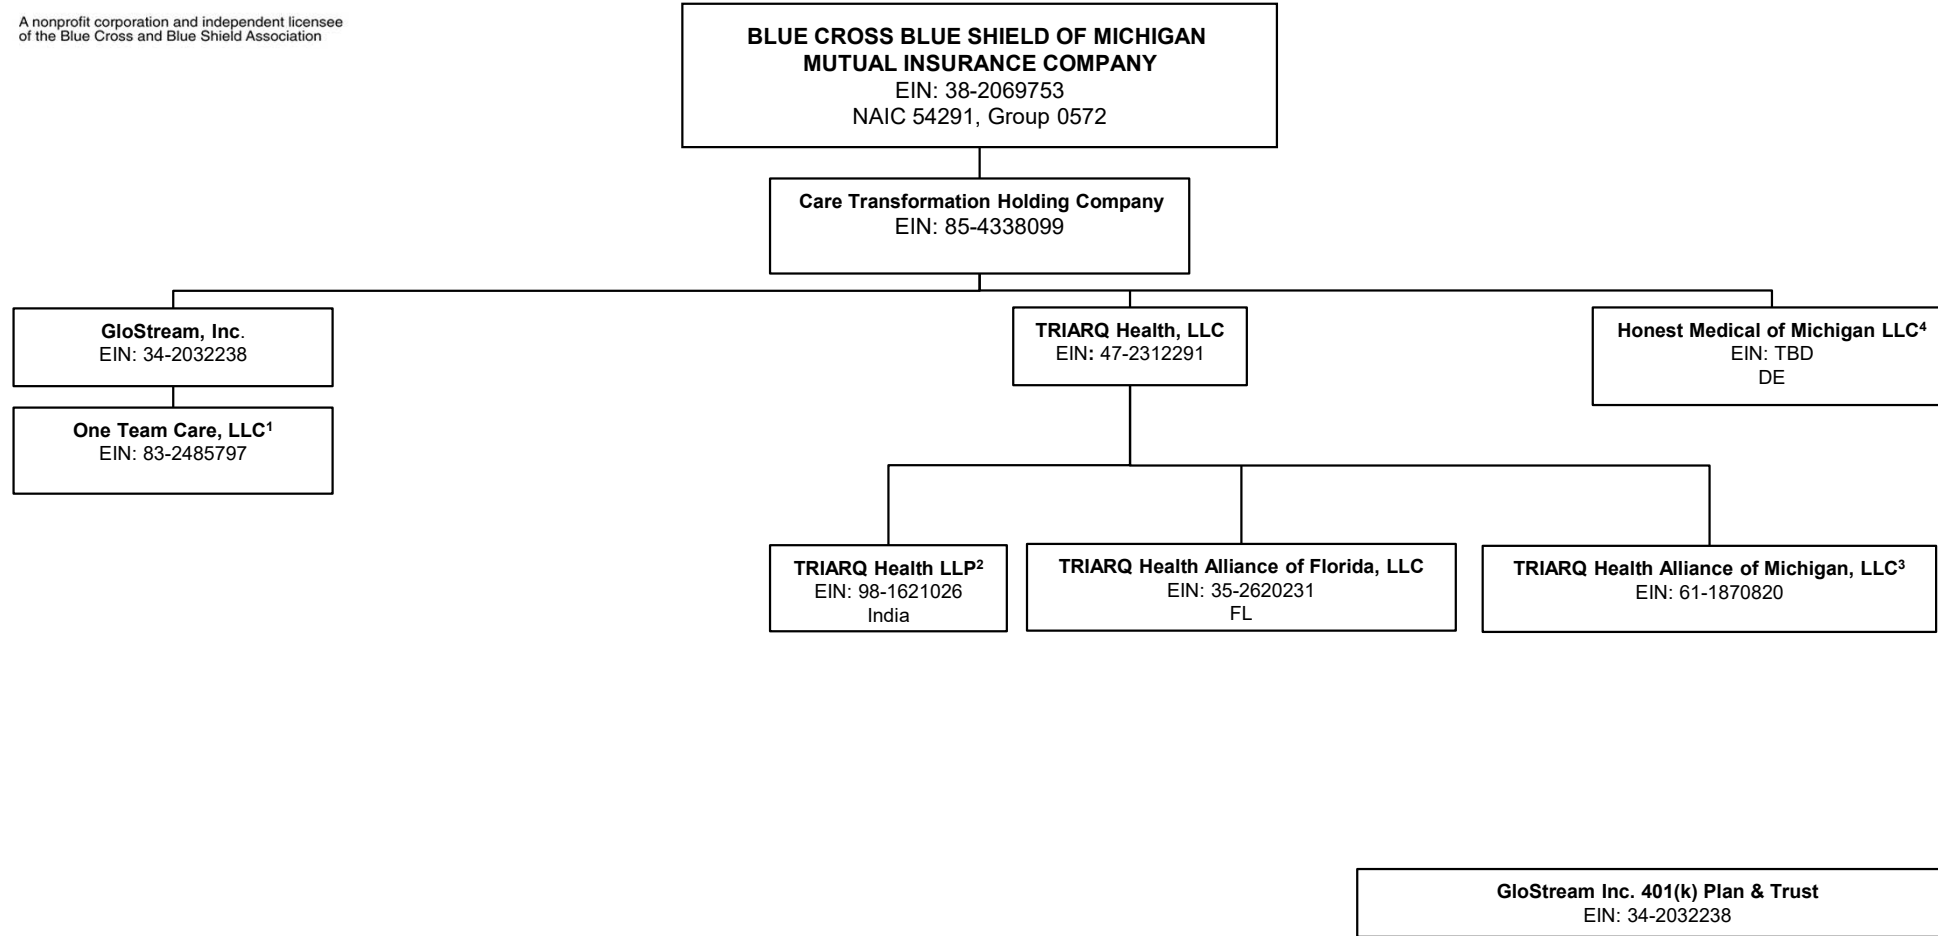 A nonprofit corporation and independent licensee
of the Blue Cross and Blue Shield Association
BLUE CROSS BLUE SHIELD OF MICHIGAN
MUTUAL INSURANCE COMPANY
EIN: 38-2069753
NAIC 54291, Group 0572
Care Transformation Holding Company
EIN: 85-4338099
GloStream, Inc.
EIN: 34-2032238
TRIARQ Health, LLC
EIN: 47-2312291
Honest Medical of Michigan LLC⁴
EIN: TBD
DE
One Team Care, LLC¹
EIN: 83-2485797
TRIARQ Health LLP²
EIN: 98-1621026
India
TRIARQ Health Alliance of Florida, LLC
EIN: 35-2620231
FL
TRIARQ Health Alliance of Michigan, LLC³
EIN: 61-1870820
GloStream Inc. 401(k) Plan & Trust
EIN: 34-2032238